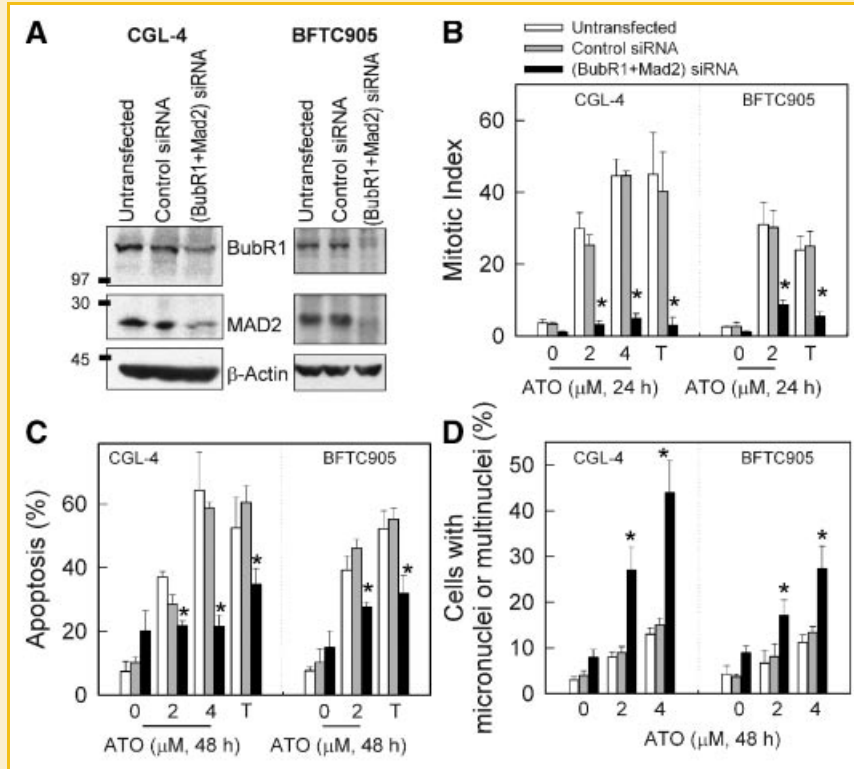 A
CGL-4
BFTC905
Untransfected
Control siRNA
(BubR1+Mad2) siRNA
Untransfected
Control siRNA
(BubR1+Mad2) siRNA
BubR1
97
30
MAD2
45
β-Actin
B
Untransfected
Control siRNA
(BubR1+Mad2) siRNA
CGL-4
BFTC905
Mitotic Index
60
40
20
0
* * * * *
0 2 4 T 0 2 T
ATO (μM, 24 h) ATO (μM, 24 h)
C
CGL-4 BFTC905
Apoptosis (%)
60
40
20
0
* * * * *
0 2 4 T 0 2 T
ATO (μM, 48 h) ATO (μM, 48 h)
D
CGL-4 BFTC905
Cells with
micronuclei or multinuclei (%)
50
40
30
20
10
0
* * * *
0 2 4 0 2 4
ATO (μM, 48 h)